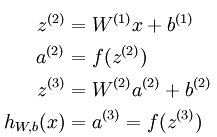 z⁽²⁾ = W⁽¹⁾x + b⁽¹⁾
a⁽²⁾ = f(z⁽²⁾)
z⁽³⁾ = W⁽²⁾a⁽²⁾ + b⁽²⁾
h_{W,b}(x) = a⁽³⁾ = f(z⁽³⁾)